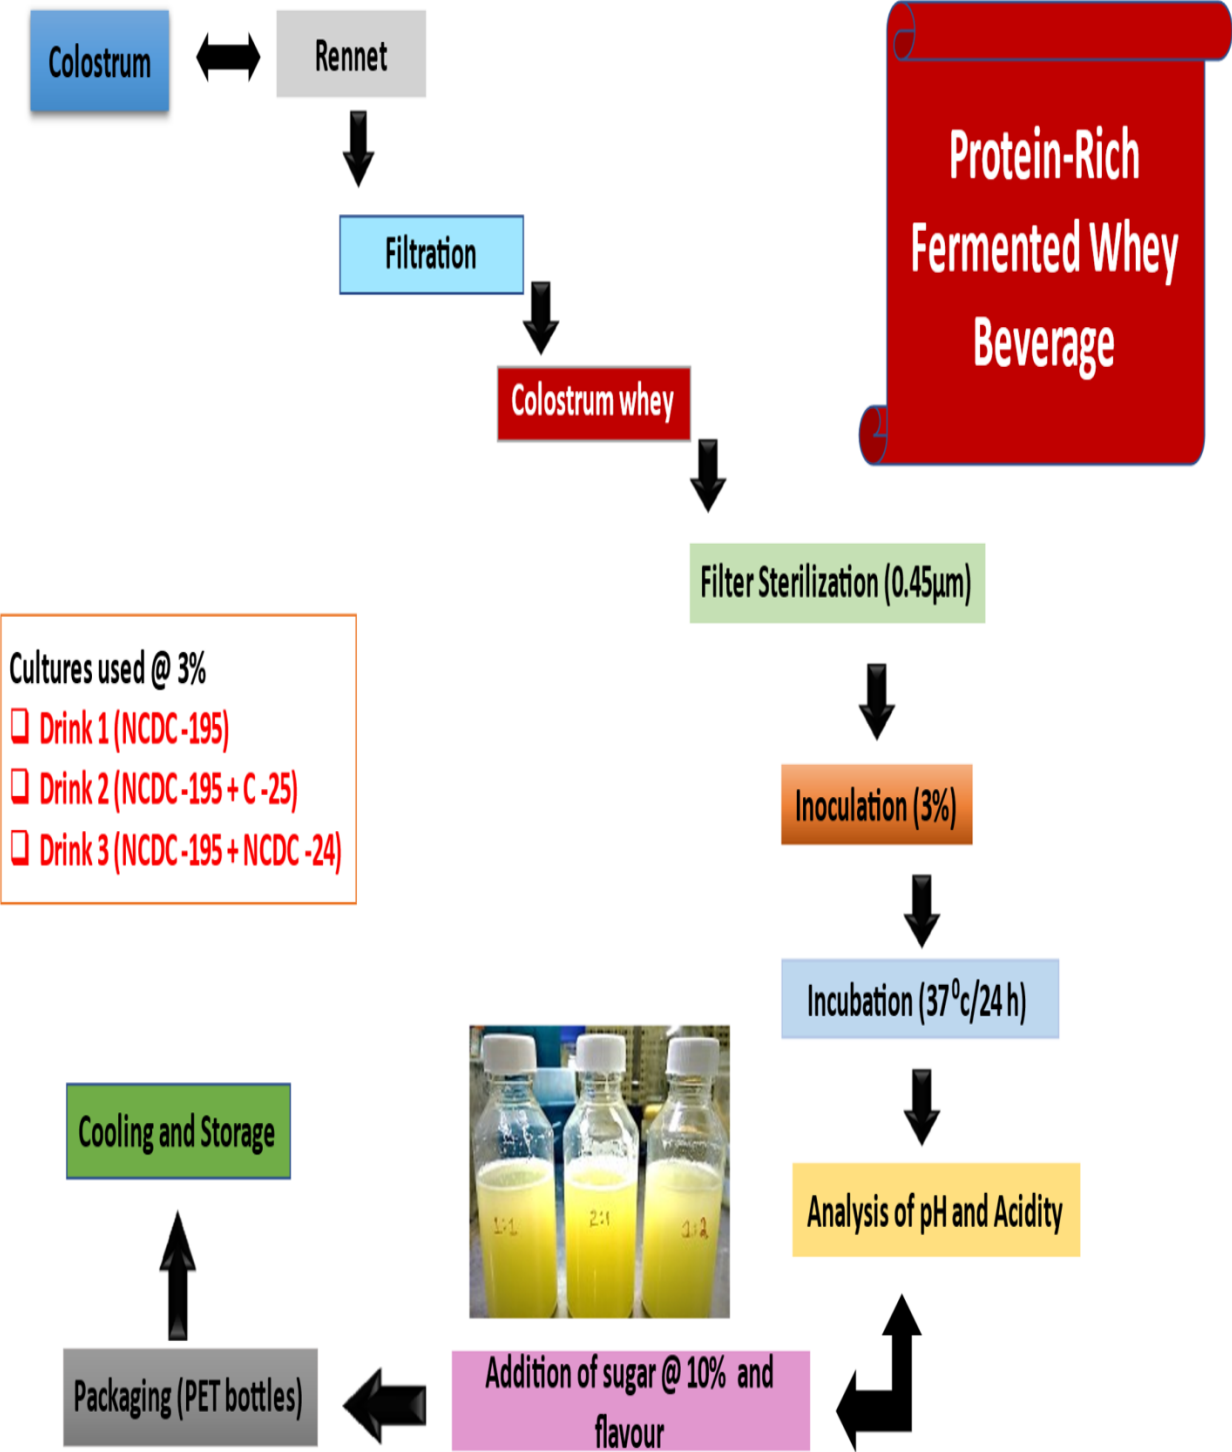 Colostrum
Rennet
Protein-Rich
Fermented Whey
Beverage
Filtration
Colostrum whey
Filter Sterilization (0.45µm)
Cultures used @ 3%
❑ Drink 1 (NCDC -195)
❑ Drink 2 (NCDC -195 + C -25)
❑ Drink 3 (NCDC -195 + NCDC -24)
Inoculation (3%)
Incubation (37⁰c/24 h)
Analysis of pH and Acidity
1:1
2:1
1:2
Addition of sugar @ 10% and
flavour
Packaging (PET bottles)
Cooling and Storage